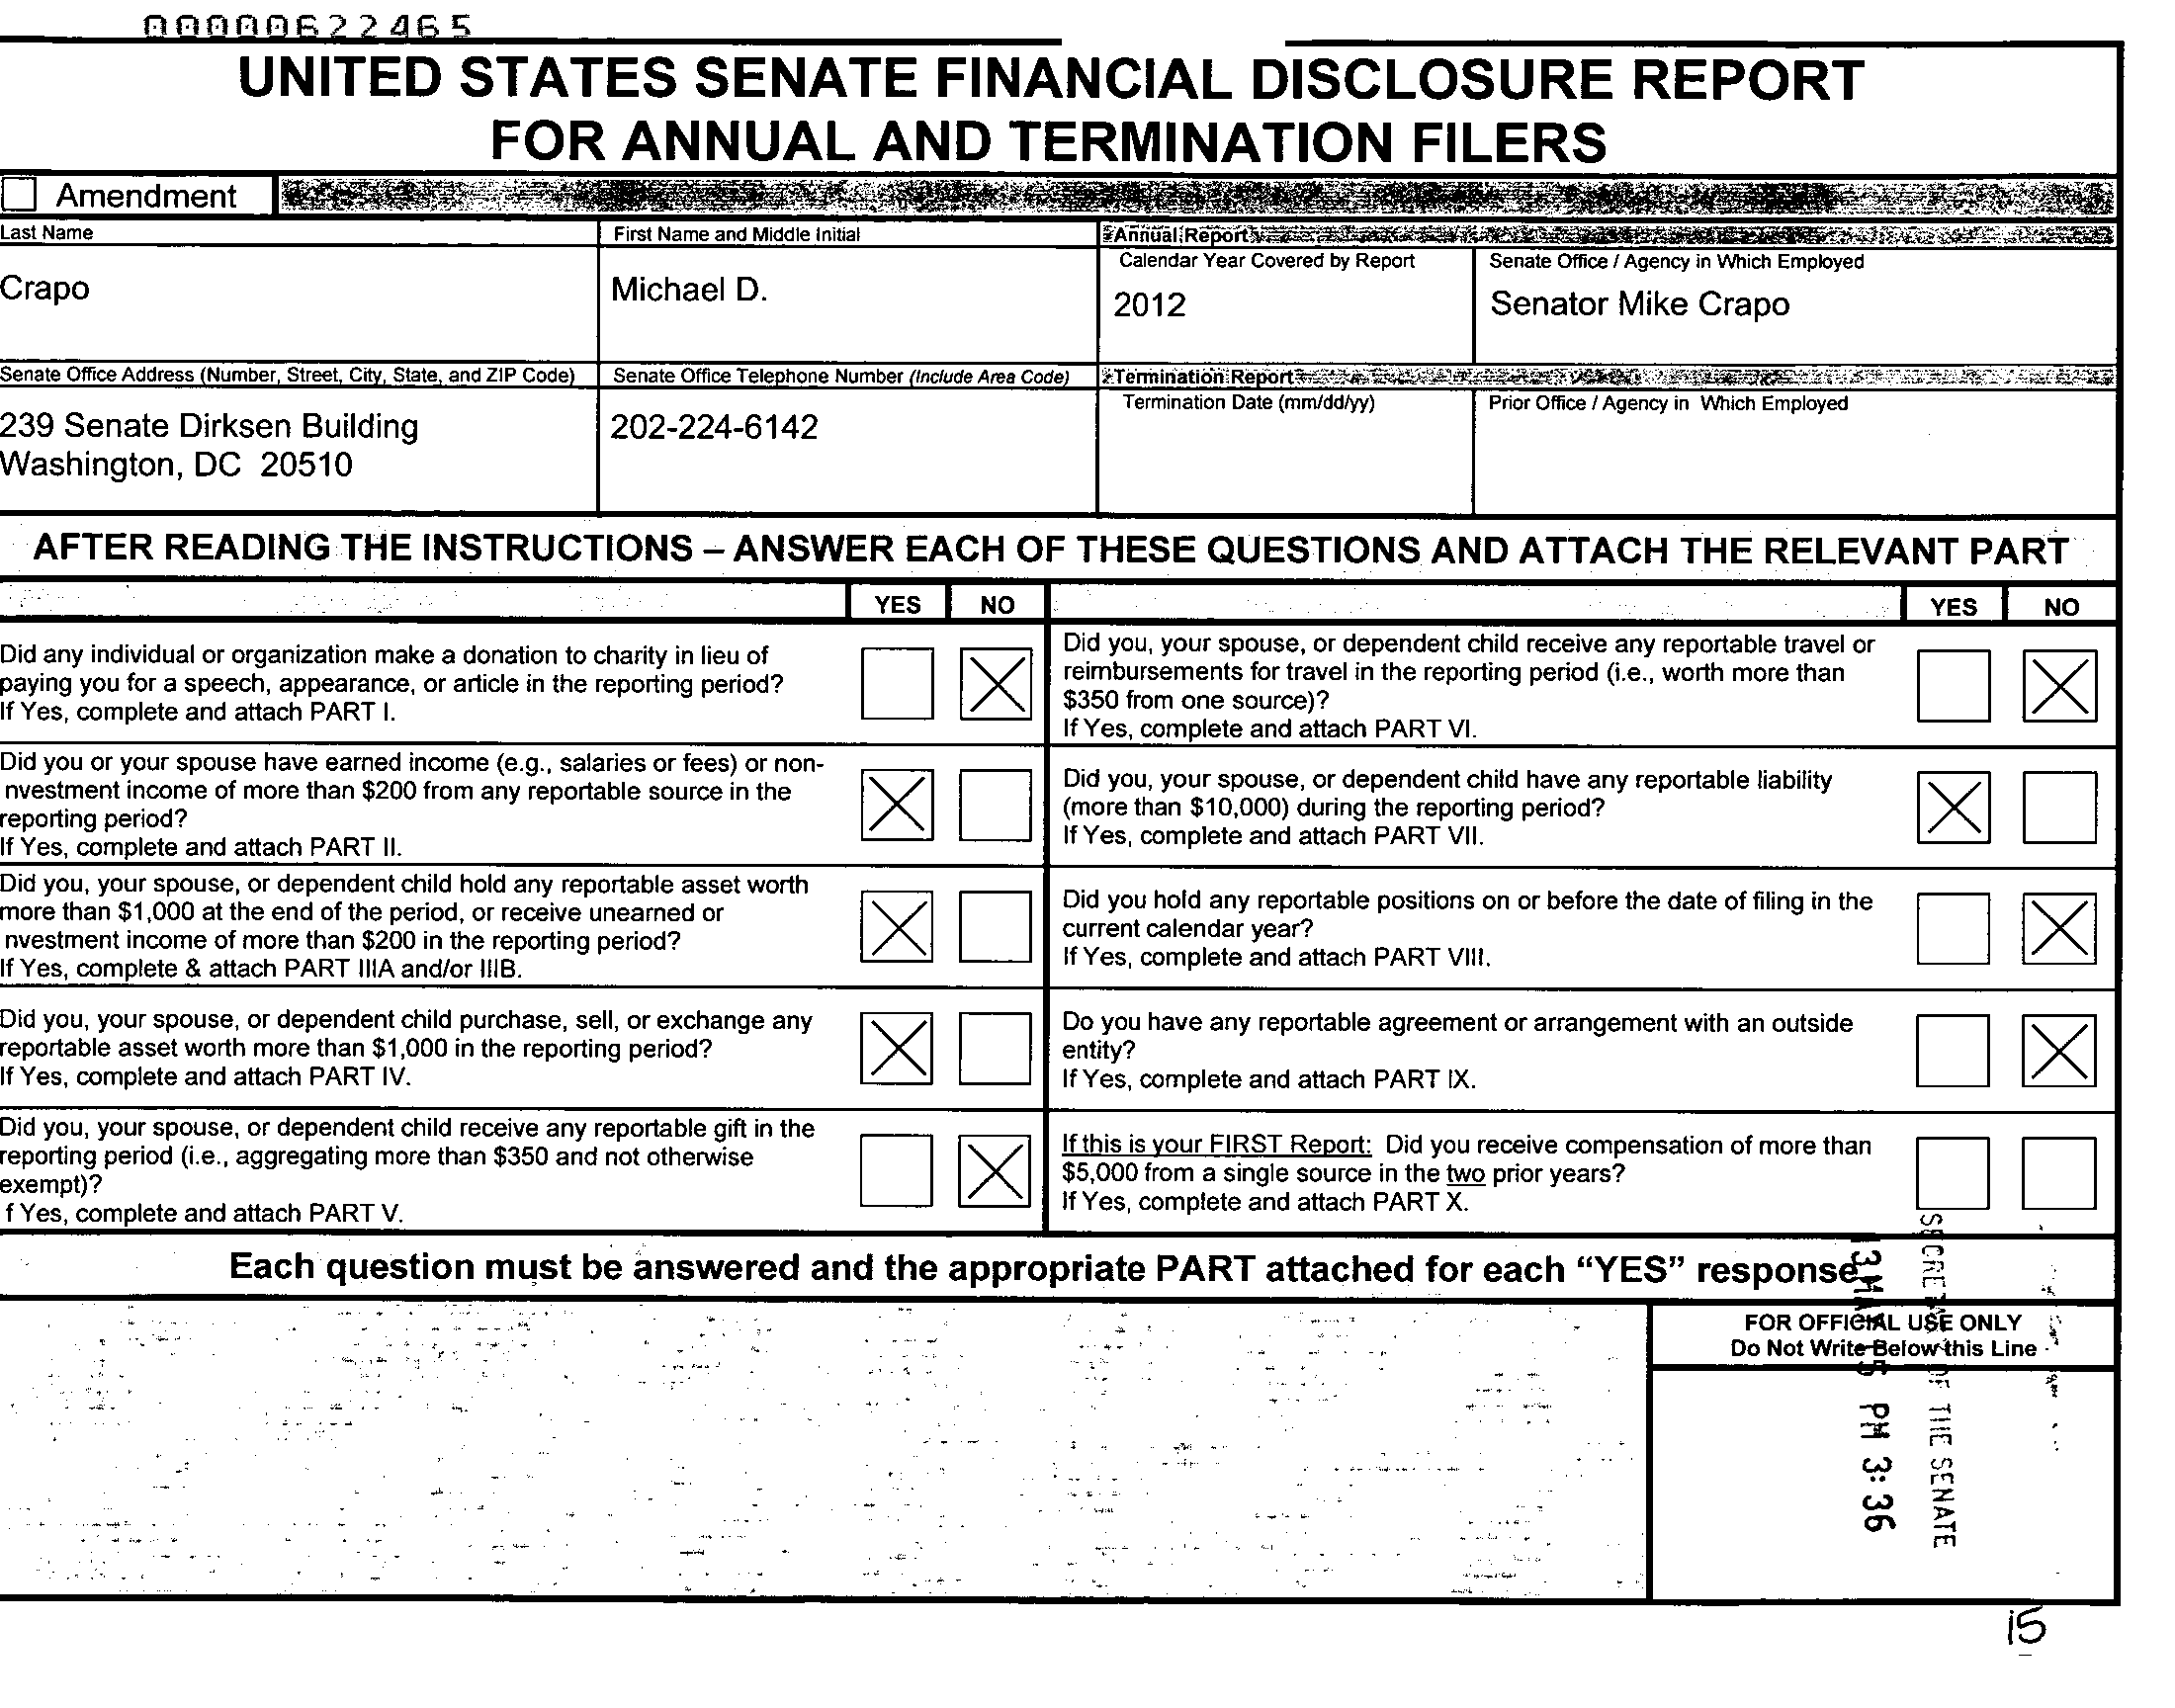 00000622465
UNITED STATES SENATE FINANCIAL DISCLOSURE REPORT
FOR ANNUAL AND TERMINATION FILERS
Amendment
Last Name
First Name and Middle Initial
Annual Report
Calendar Year Covered by Report
Senate Office / Agency in Which Employed
Crapo
Michael D.
2012
Senator Mike Crapo
Senate Office Address (Number, Street, City, State, and ZIP Code)
Senate Office Telephone Number (Include Area Code)
Termination Report
Termination Date (mm/dd/yy)
Prior Office / Agency in Which Employed
239 Senate Dirksen Building
Washington, DC 20510
202-224-6142
AFTER READING THE INSTRUCTIONS – ANSWER EACH OF THESE QUESTIONS AND ATTACH THE RELEVANT PART
YES NO
YES NO
Did any individual or organization make a donation to charity in lieu of
paying you for a speech, appearance, or article in the reporting period?
If Yes, complete and attach PART I.
Did you, your spouse, or dependent child receive any reportable travel or
reimbursements for travel in the reporting period (i.e., worth more than
$350 from one source)?
If Yes, complete and attach PART VI.
Did you or your spouse have earned income (e.g., salaries or fees) or non-
nvestment income of more than $200 from any reportable source in the
reporting period?
If Yes, complete and attach PART II.
Did you, your spouse, or dependent child have any reportable liability
(more than $10,000) during the reporting period?
If Yes, complete and attach PART VII.
Did you, your spouse, or dependent child hold any reportable asset worth
more than $1,000 at the end of the period, or receive unearned or
nvestment income of more than $200 in the reporting period?
If Yes, complete & attach PART IIIA and/or IIIB.
Did you hold any reportable positions on or before the date of filing in the
current calendar year?
If Yes, complete and attach PART VIII.
Did you, your spouse, or dependent child purchase, sell, or exchange any
reportable asset worth more than $1,000 in the reporting period?
If Yes, complete and attach PART IV.
Do you have any reportable agreement or arrangement with an outside
entity?
If Yes, complete and attach PART IX.
Did you, your spouse, or dependent child receive any reportable gift in the
reporting period (i.e., aggregating more than $350 and not otherwise
exempt)?
f Yes, complete and attach PART V.
If this is your FIRST Report: Did you receive compensation of more than
$5,000 from a single source in the two prior years?
If Yes, complete and attach PART X.
Each question must be answered and the appropriate PART attached for each “YES” response
FOR OFFICIAL USE ONLY
Do Not Write Below this Line
SECRETARY OF THE SENATE
13 MAY 15 PM 3:36
15